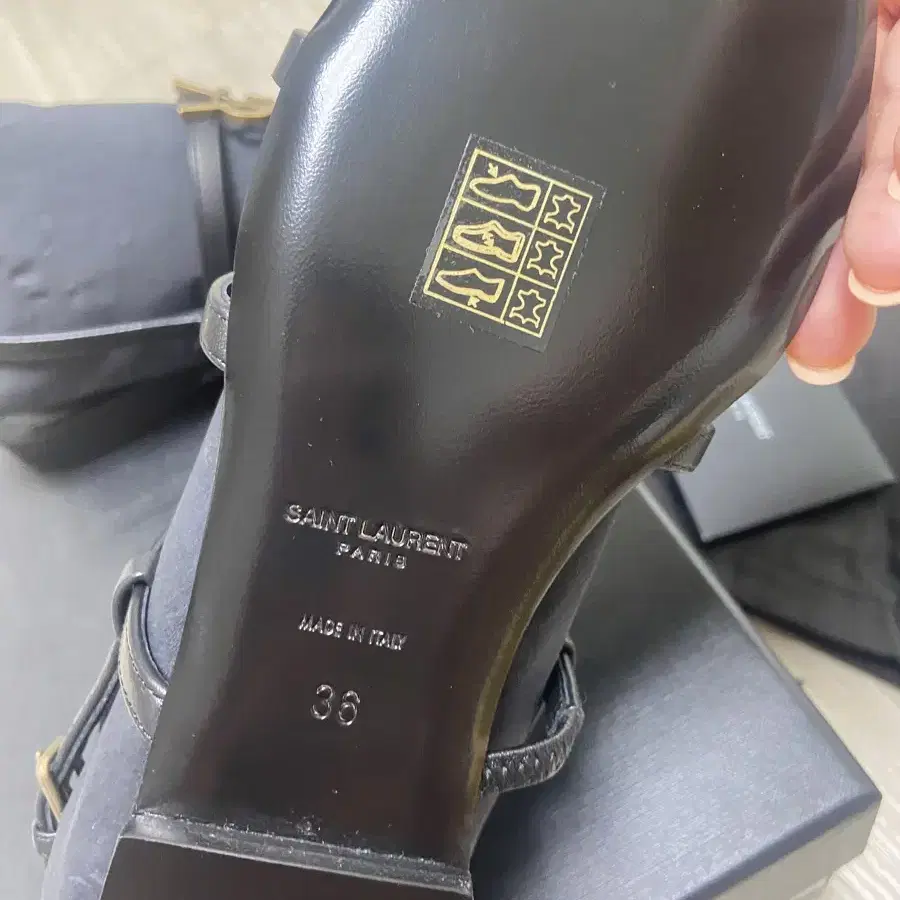 SAINT LAURENT
PARIS
MADE IN ITALY
36